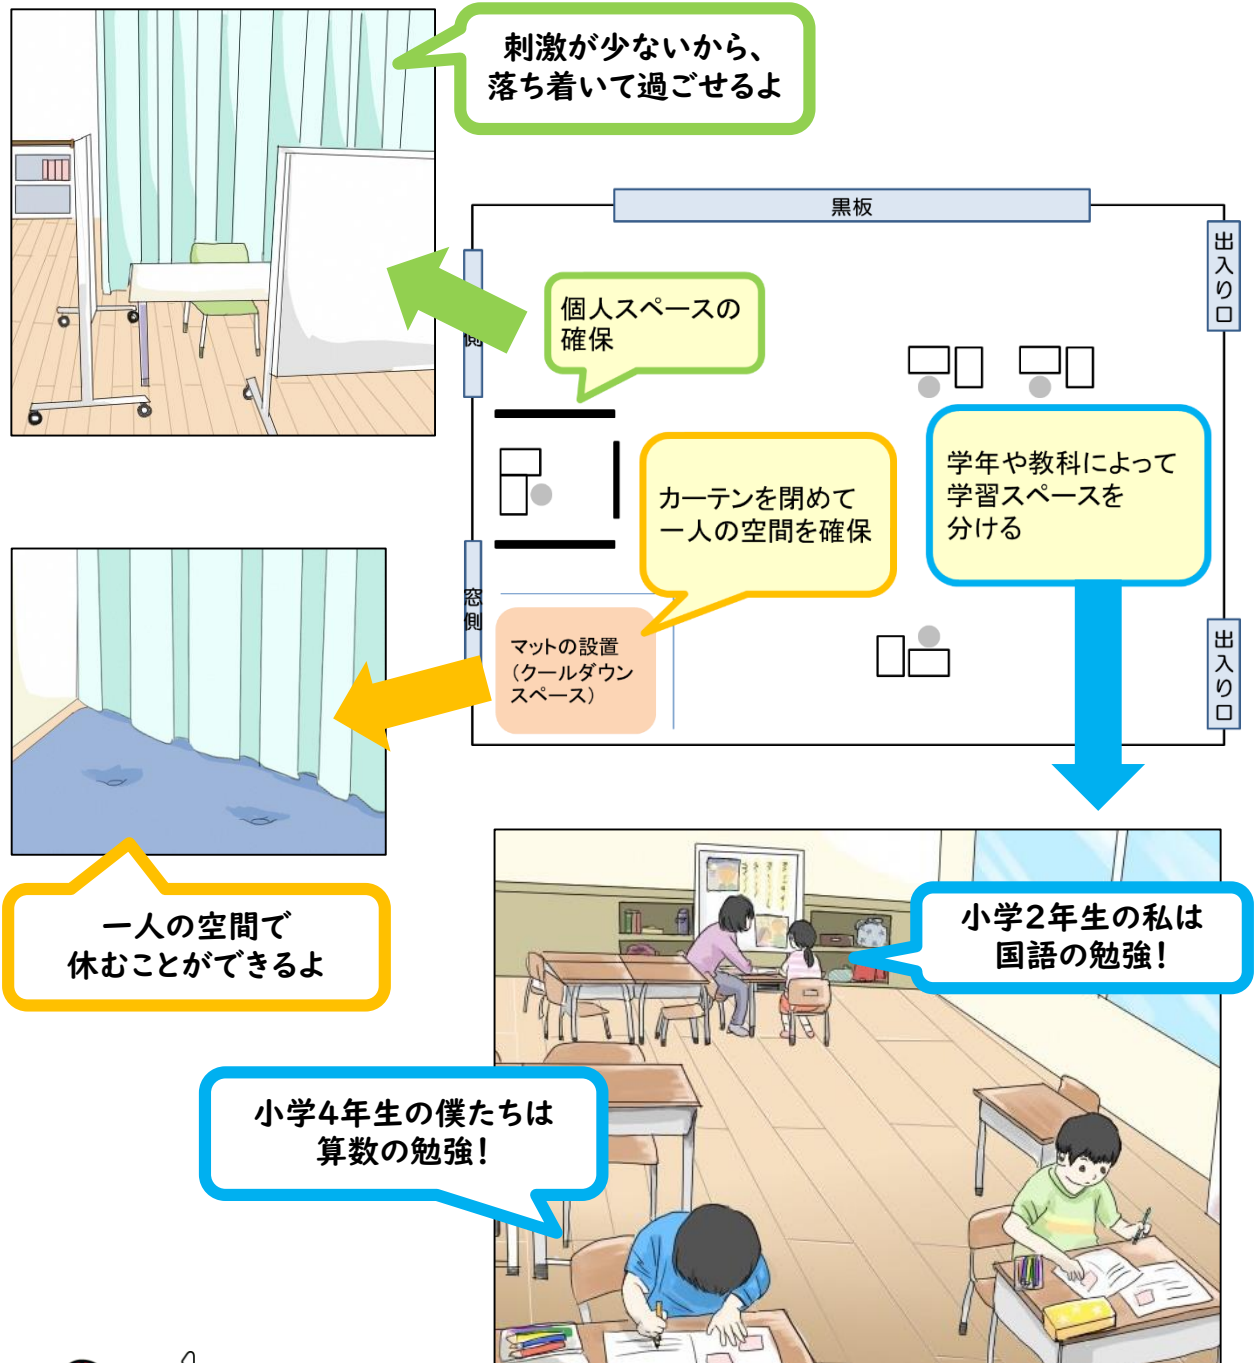 刺激が少ないから、
落ち着いて過ごせるよ
黒板
出入り口
個人スペースの
確保
側
学年や教科によって
学習スペースを
分ける
カーテンを閉めて
一人の空間を確保
窓側
マットの設置
（クールダウン
スペース）
出入り口
一人の空間で
休むことができるよ
小学2年生の私は
国語の勉強！
小学4年生の僕たちは
算数の勉強！